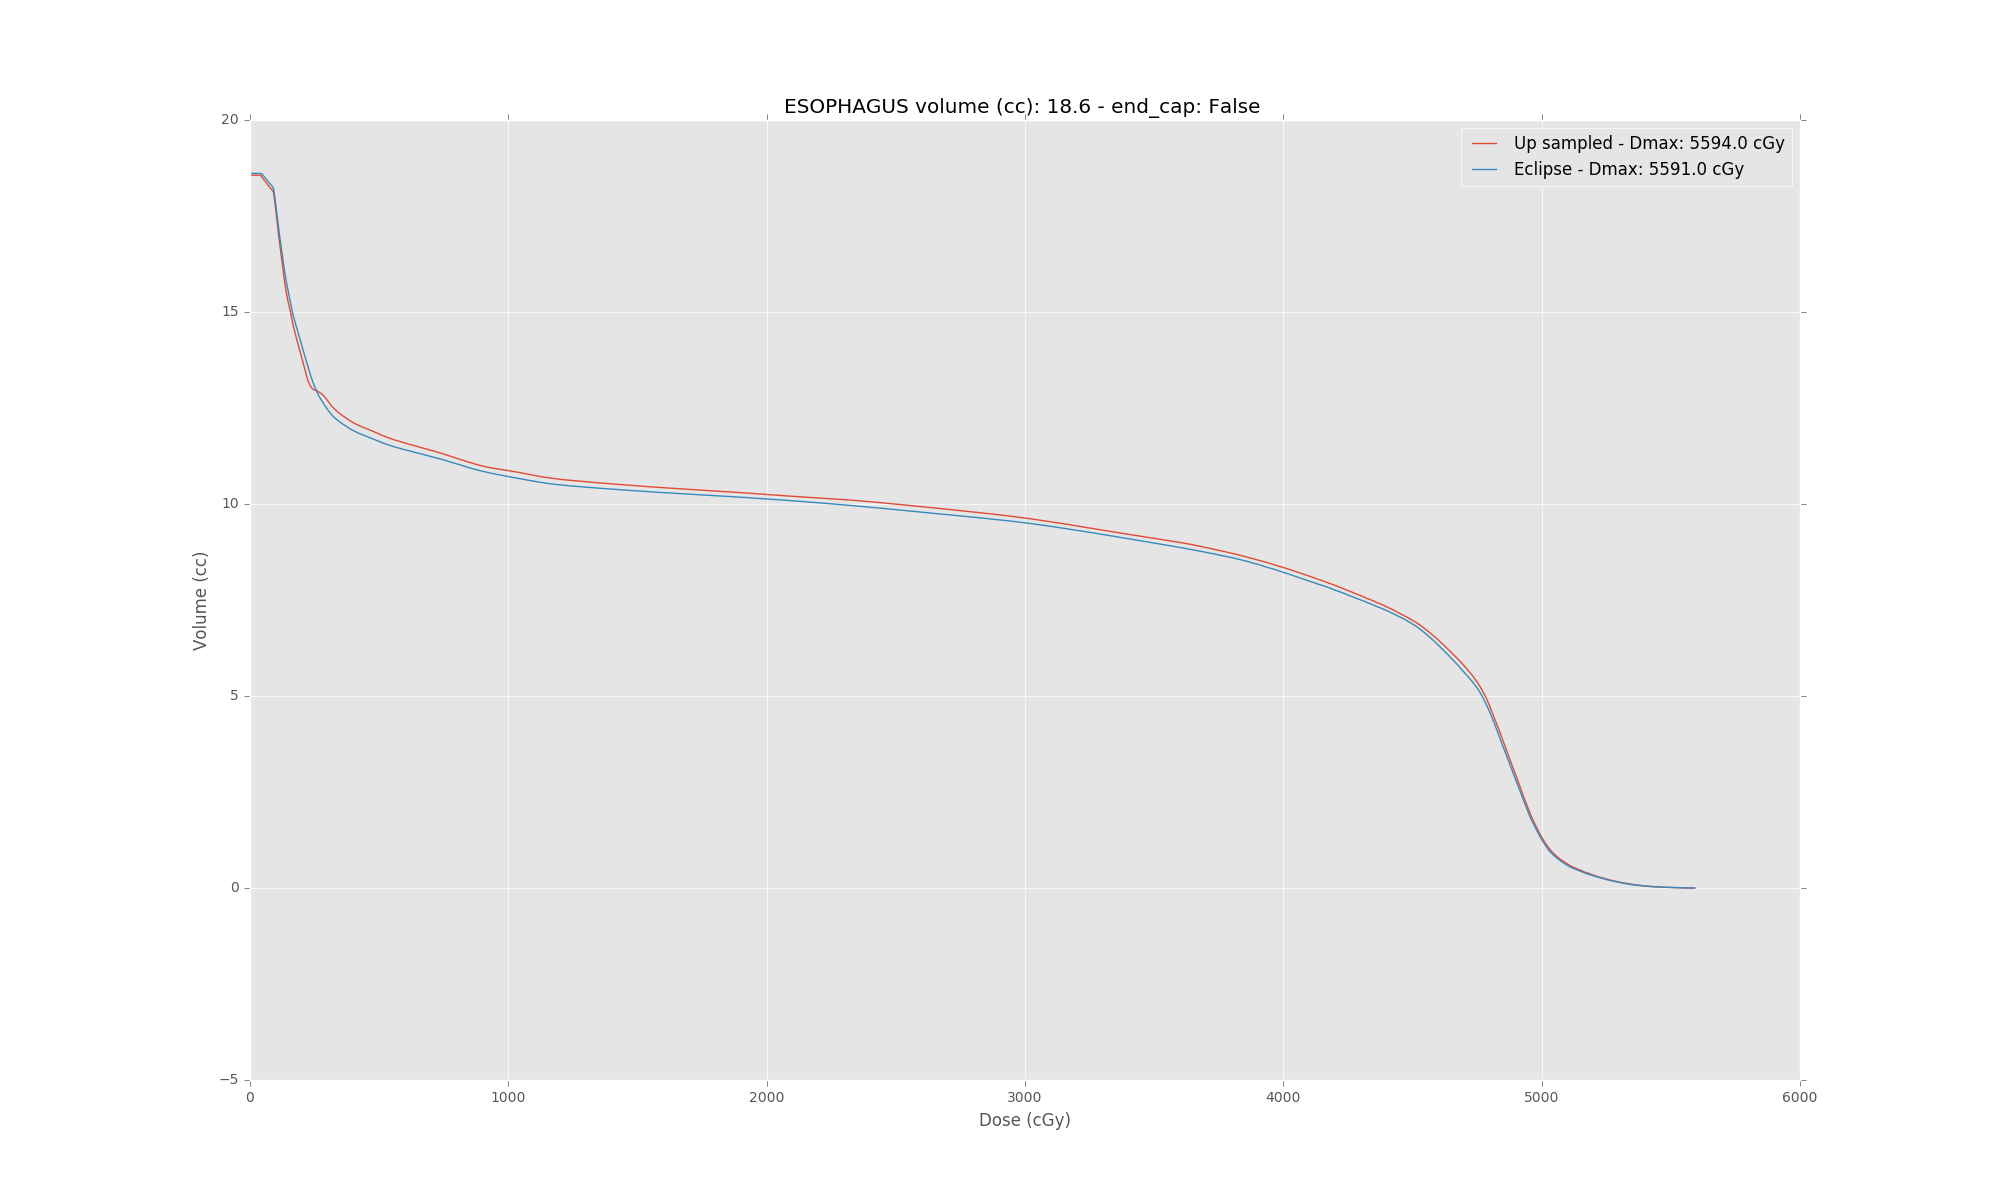 ESOPHAGUS volume (cc): 18.6 - end_cap: False
Up sampled - Dmax: 5594.0 cGy
Eclipse - Dmax: 5591.0 cGy
20
15
10
5
0
−5
Volume (cc)
0 1000 2000 3000 4000 5000 6000
Dose (cGy)